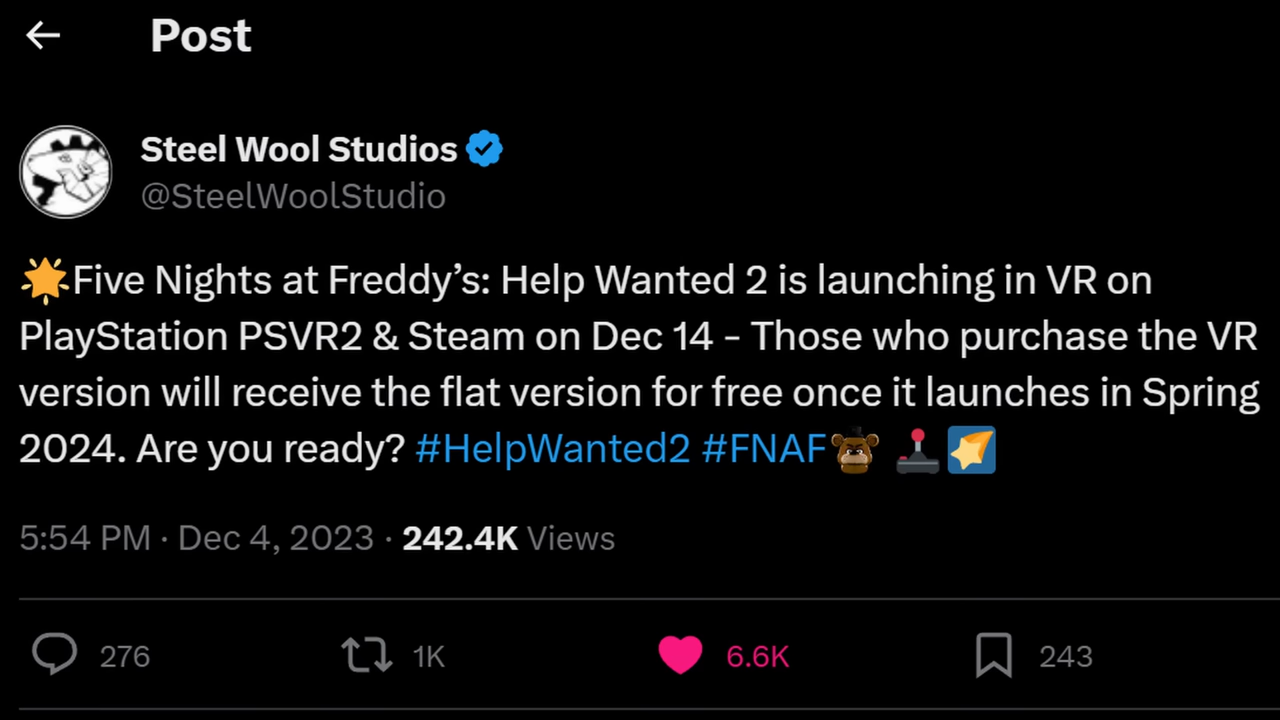 Post
Steel Wool Studios
@SteelWoolStudio
🌟Five Nights at Freddy’s: Help Wanted 2 is launching in VR on
PlayStation PSVR2 & Steam on Dec 14 - Those who purchase the VR
version will receive the flat version for free once it launches in Spring
2024. Are you ready? #HelpWanted2 #FNAF🐻 🕹️🌠
5:54 PM · Dec 4, 2023 · 242.4K Views
276 1K 6.6K 243